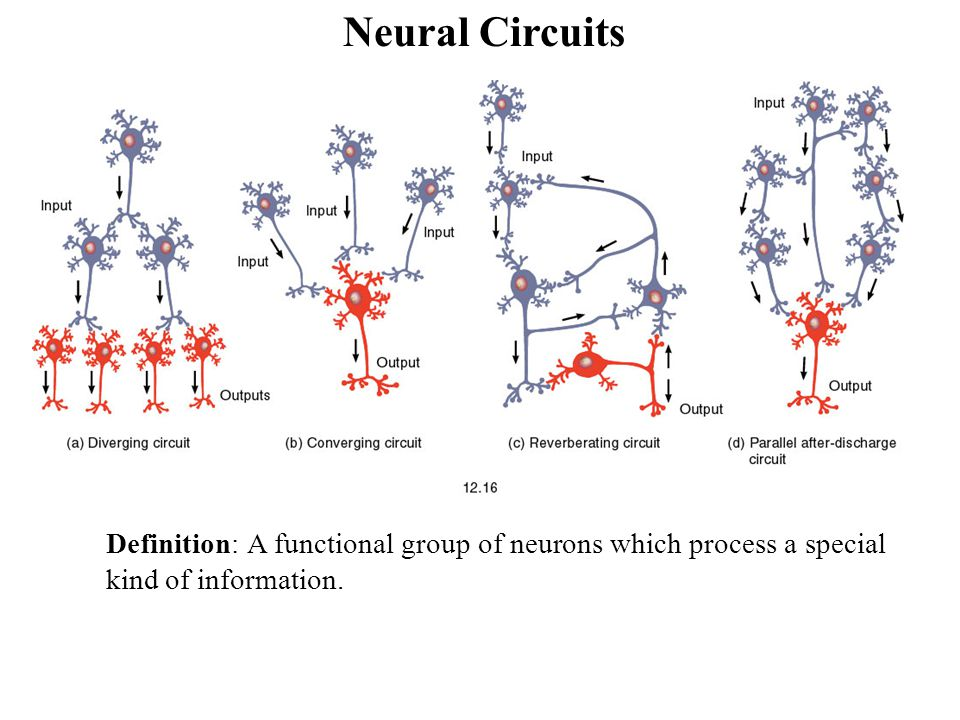 Neural Circuits
Input
Outputs
(a) Diverging circuit
Input
Input
Input
Output
(b) Converging circuit
Input
Output
(c) Reverberating circuit
Input
Output
(d) Parallel after-discharge
circuit
12.16
Definition: A functional group of neurons which process a special
kind of information.